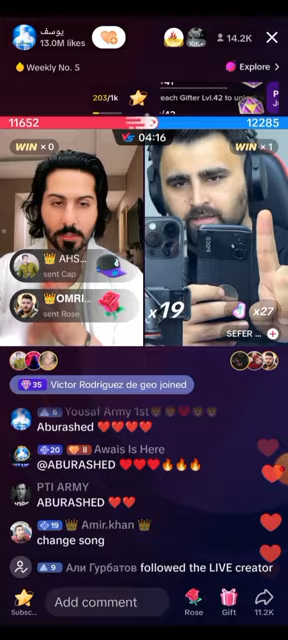 يوسف
13.0M likes
14.2K
Weekly No. 5
Explore >
203/1k
each Gifter Lvl.42 to
11652
12285
WIN x 0
04:16
WIN x 1
AHS...
sent Cap
OMRI...
sent Rose
x19
x27
SEFER ...
35 Victor Rodriguez de geo joined
6 Yousaf Army 1st
Aburashed ❤️❤️❤️❤️
20 II Awais Is Here
@ABURASHED ❤️❤️❤️🔥🔥🔥
PTI ARMY
ABURASHED ❤️❤️
19 👑 Amir.khan 👑
change song
9 Али Гурбатов followed the LIVE creator
Subsc...
Add comment
Rose
Gift
11.2K